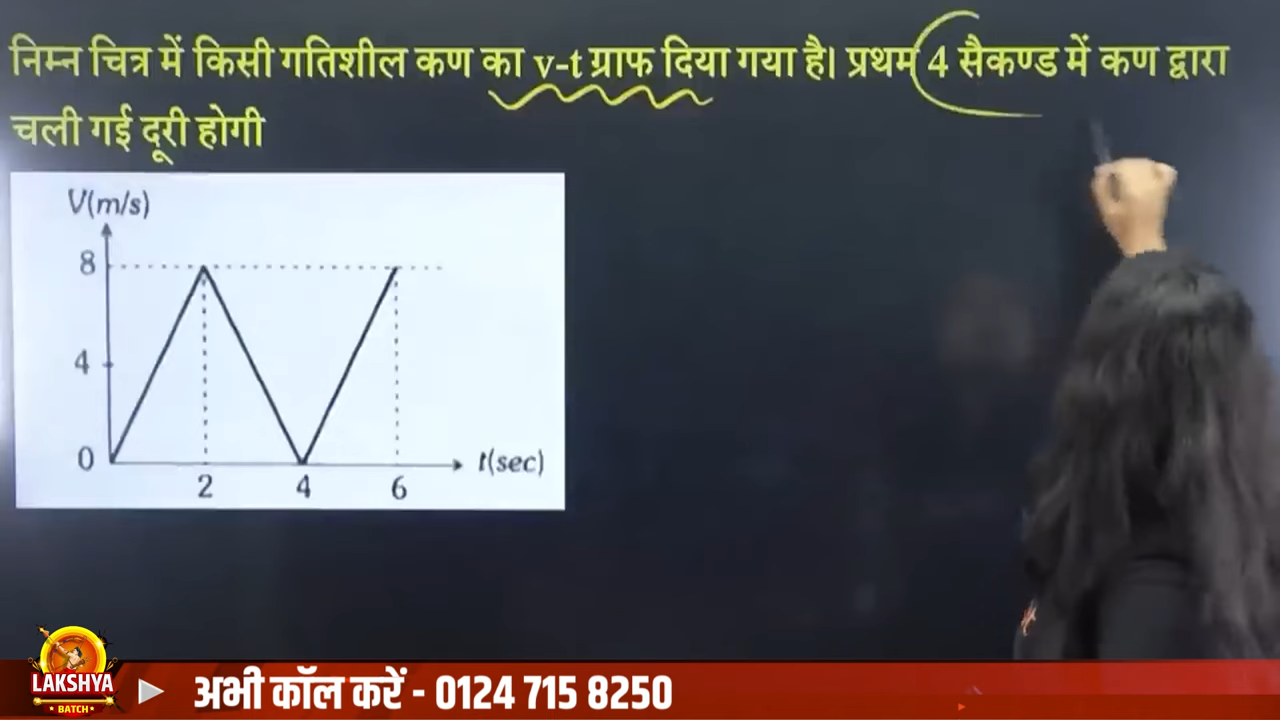 निम्न चित्र में किसी गतिशील कण का v-t ग्राफ दिया गया है। प्रथम 4 सैकण्ड में कण द्वारा
चली गई दूरी होगी
V(m/s)
8
4
0
t(sec)
2 4 6
LAKSHYA
BATCH
अभी कॉल करें - 0124 715 8250